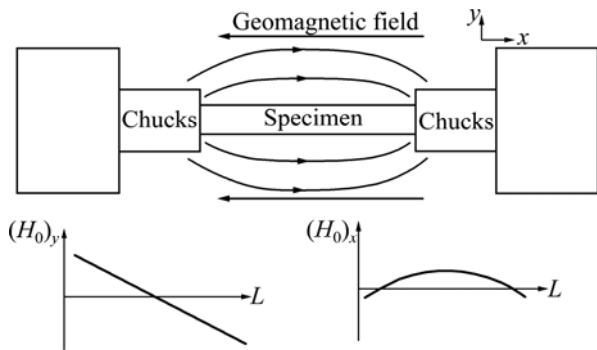 Geomagnetic field
y
x
Chucks
Specimen
Chucks
(H₀)y
L
(H₀)x
L